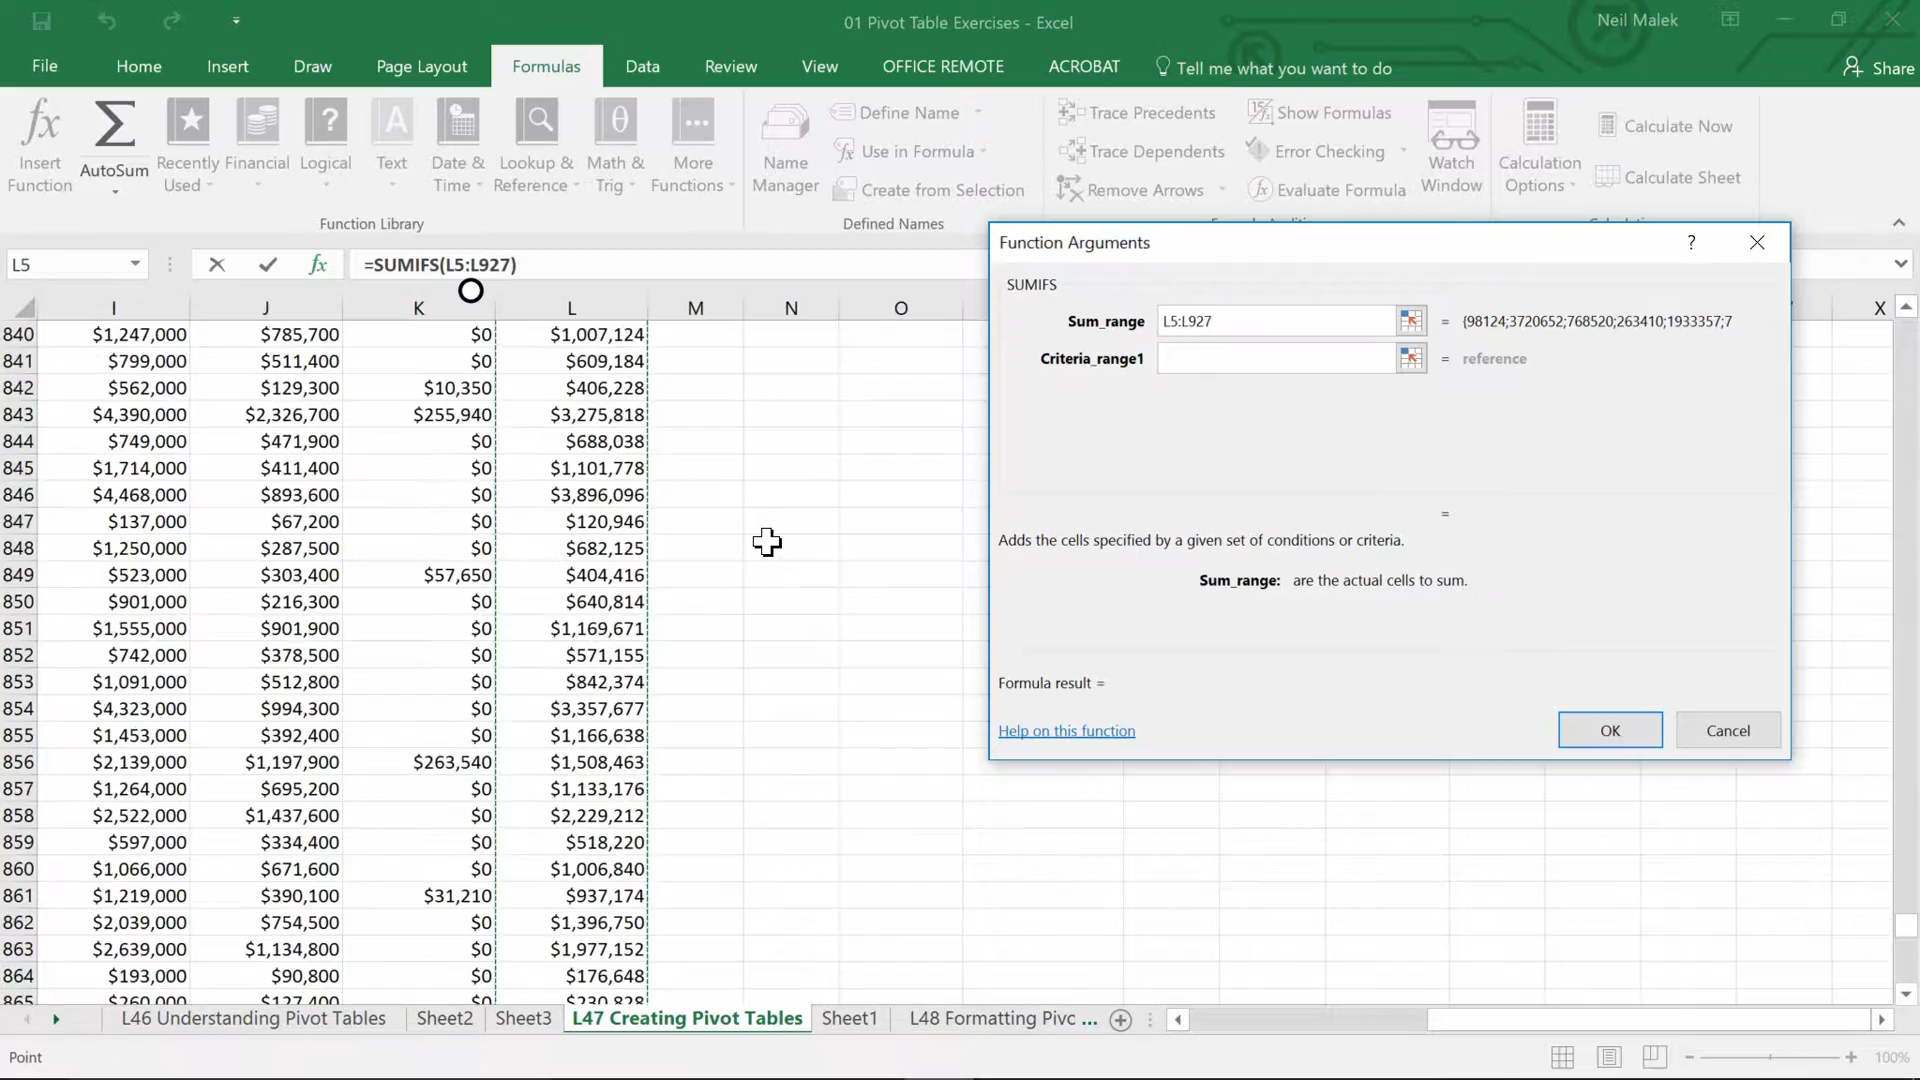 01 Pivot Table Exercises - Excel
Neil Malek
File Home Insert Draw Page Layout Formulas Data Review View OFFICE REMOTE ACROBAT Tell me what you want to do Share
Insert Function
AutoSum
Recently Used
Financial
Logical
Text
Date & Time
Lookup & Reference
Math & Trig
More Functions
Function Library
Name Manager
Define Name
Use in Formula
Create from Selection
Defined Names
Trace Precedents
Trace Dependents
Remove Arrows
Show Formulas
Error Checking
Evaluate Formula
Watch Window
Calculation Options
Calculate Now
Calculate Sheet
L5 fx =SUMIFS(L5:L927)
I J K L M N O X
840 $1,247,000 $785,700 $0 $1,007,124
841 $799,000 $511,400 $0 $609,184
842 $562,000 $129,300 $10,350 $406,228
843 $4,390,000 $2,326,700 $255,940 $3,275,818
844 $749,000 $471,900 $0 $688,038
845 $1,714,000 $411,400 $0 $1,101,778
846 $4,468,000 $893,600 $0 $3,896,096
847 $137,000 $67,200 $0 $120,946
848 $1,250,000 $287,500 $0 $682,125
849 $523,000 $303,400 $57,650 $404,416
850 $901,000 $216,300 $0 $640,814
851 $1,555,000 $901,900 $0 $1,169,671
852 $742,000 $378,500 $0 $571,155
853 $1,091,000 $512,800 $0 $842,374
854 $4,323,000 $994,300 $0 $3,357,677
855 $1,453,000 $392,400 $0 $1,166,638
856 $2,139,000 $1,197,900 $263,540 $1,508,463
857 $1,264,000 $695,200 $0 $1,133,176
858 $2,522,000 $1,437,600 $0 $2,229,212
859 $597,000 $334,400 $0 $518,220
860 $1,066,000 $671,600 $0 $1,006,840
861 $1,219,000 $390,100 $31,210 $937,174
862 $2,039,000 $754,500 $0 $1,396,750
863 $2,639,000 $1,134,800 $0 $1,977,152
864 $193,000 $90,800 $0 $176,648
865 $260,000 $127,400 $0 $230,828
Function Arguments ?
SUMIFS
Sum_range L5:L927 = {98124;3720652;768520;263410;1933357;7
Criteria_range1 = reference
=
Adds the cells specified by a given set of conditions or criteria.
Sum_range: are the actual cells to sum.
Formula result =
Help on this function OK Cancel
L46 Understanding Pivot Tables Sheet2 Sheet3 L47 Creating Pivot Tables Sheet1 L48 Formatting Pivc ...
Point 100%